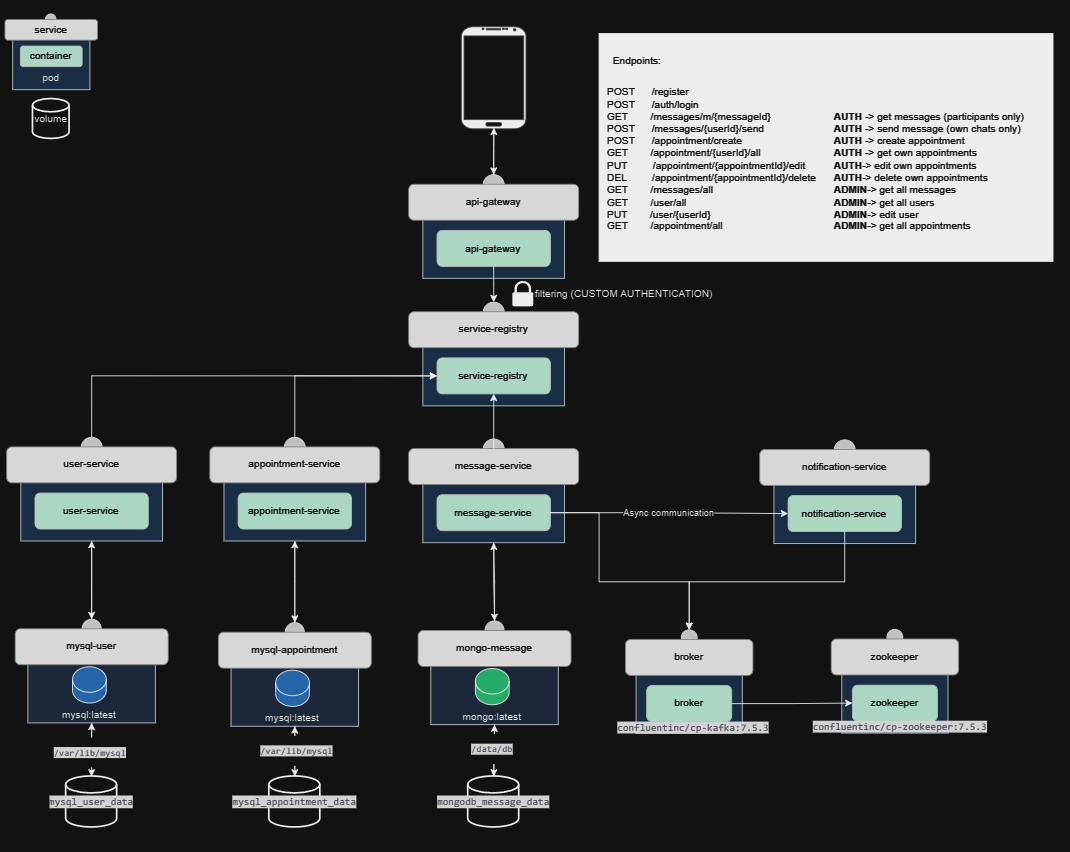 service
container
pod
volume
Endpoints:
POST /register
POST /auth/login
GET /messages/m/{messageId} AUTH -> get messages (participants only)
POST /messages/{userId}/send AUTH -> send message (own chats only)
POST /appointment/create AUTH -> create appointment
GET /appointment/{userId}/all AUTH -> get own appointments
PUT /appointment/{appointmentId}/edit AUTH-> edit own appointments
DEL /appointment/{appointmentId}/delete AUTH-> delete own appointments
GET /messages/all ADMIN-> get all messages
GET /user/all ADMIN-> get all users
PUT /user/{userId} ADMIN-> edit user
GET /appointment/all ADMIN-> get all appointments
api-gateway
api-gateway
filtering (CUSTOM AUTHENTICATION)
service-registry
service-registry
user-service
user-service
appointment-service
appointment-service
message-service
message-service
Async communication
notification-service
notification-service
mysql-user
mysql:latest
/var/lib/mysql
mysql_user_data
mysql-appointment
mysql:latest
/var/lib/mysql
mysql_appointment_data
mongo-message
mongo:latest
/data/db
mongodb_message_data
broker
broker
confluentinc/cp-kafka:7.5.3
zookeeper
zookeeper
confluentinc/cp-zookeeper:7.5.3